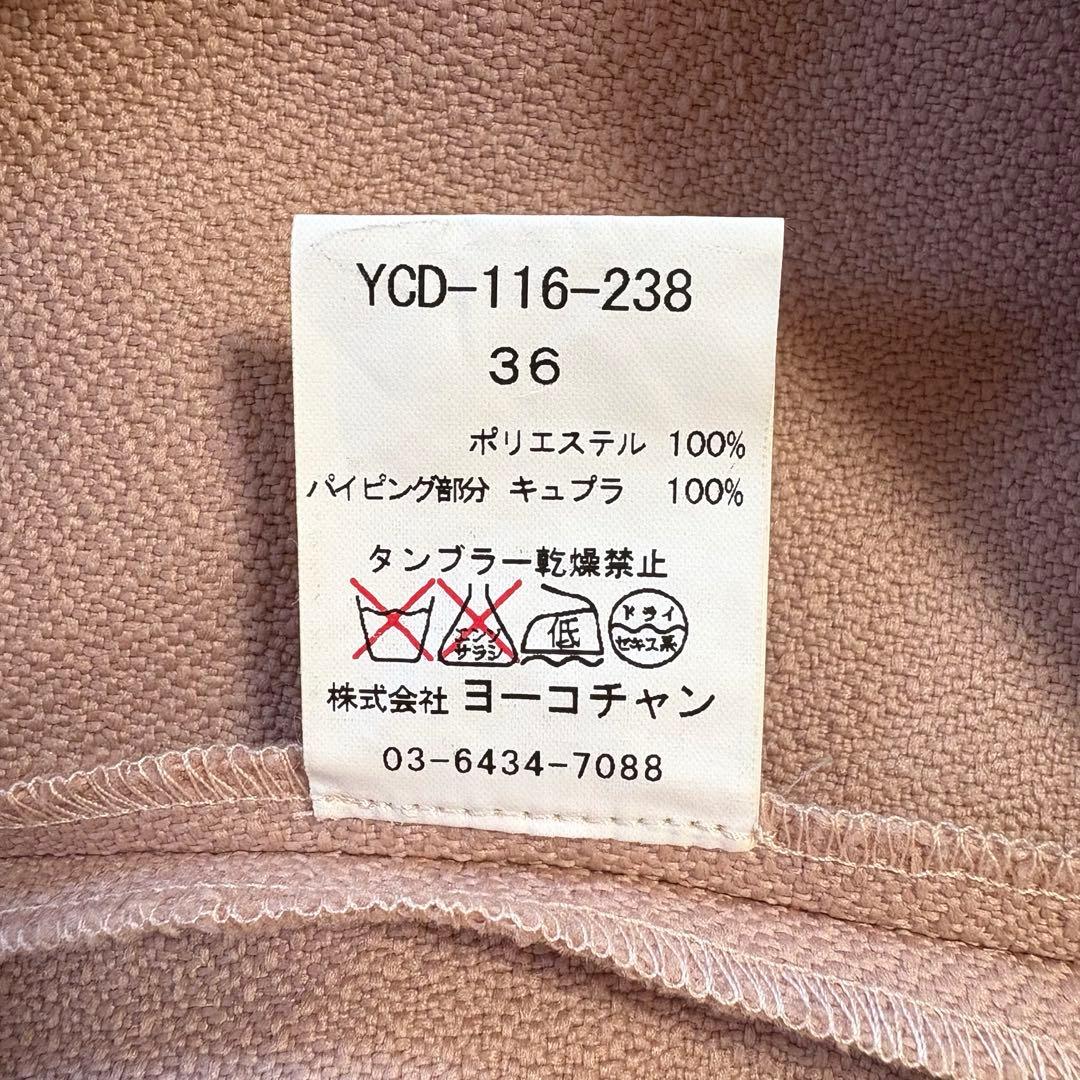 YCD-116-238
36
ポリエステル 100%
パイピング部分 キュプラ 100%
タンブラー乾燥禁止
エンソサラシ 低 ドライ セキユ系
株式会社 ヨーコチャン
03-6434-7088